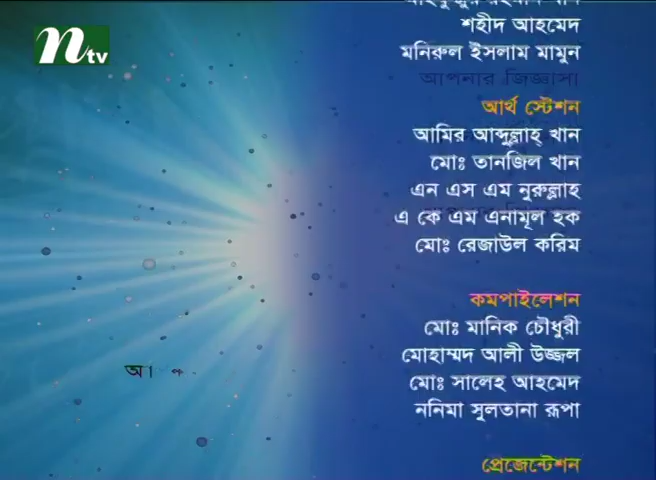 ntv
শহীদ আহমেদ
মনিরুল ইসলাম মামুন
আপনার জিজ্ঞাসা
আর্থ স্টেশন
আমির আব্দুল্লাহ্ খান
মোঃ তানজিল খান
এন এস এম নুরুল্লাহ
এ কে এম এনামূল হক
মোঃ রেজাউল করিম
কমপাইলেশন
মোঃ মানিক চৌধুরী
মোহাম্মদ আলী উজ্জল
মোঃ সালেহ আহমেদ
ননিমা সুলতানা রূপা
প্রেজেন্টেশন